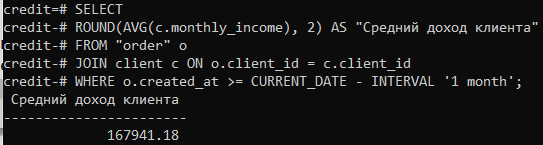 credit=# SELECT
credit-# ROUND(AVG(c.monthly_income), 2) AS "Средний доход клиента"
credit-# FROM "order" o
credit-# JOIN client c ON o.client_id = c.client_id
credit-# WHERE o.created_at >= CURRENT_DATE - INTERVAL '1 month';
Средний доход клиента
-----------------------
167941.18